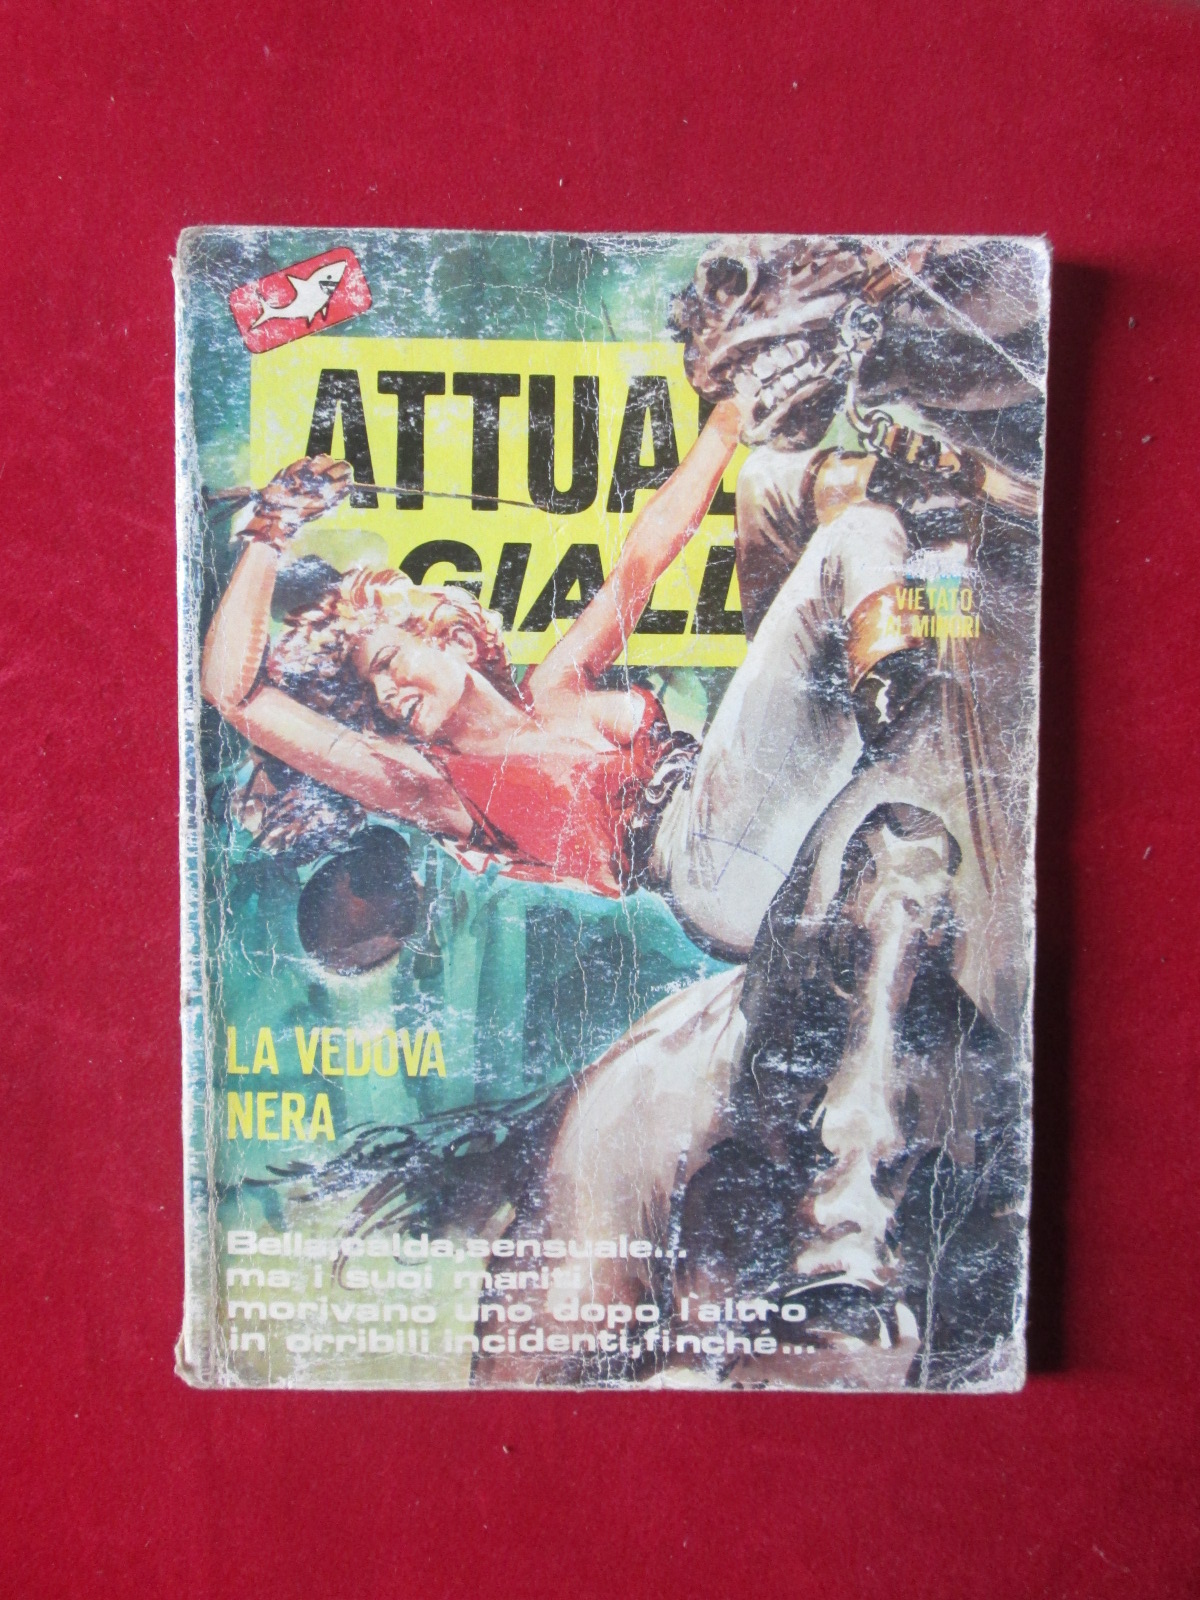 ATTUAL
GIALL
VIETATO
AI MINORI
LA VEDOVA
NERA
Bella,calda,sensuale...
ma i suoi mariti
morivano uno dopo l'altro
in orribili incidenti,finché...